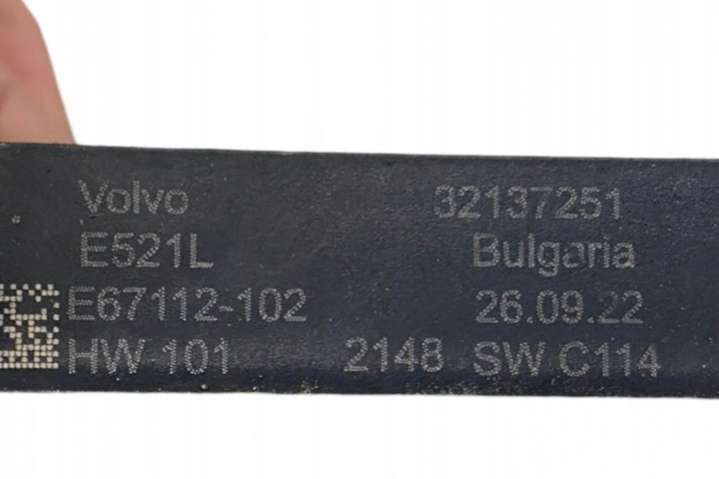 Volvo 32137251
E521L Bulgaria
E67112-102 26.09.22
HW 101 2148 SW C114